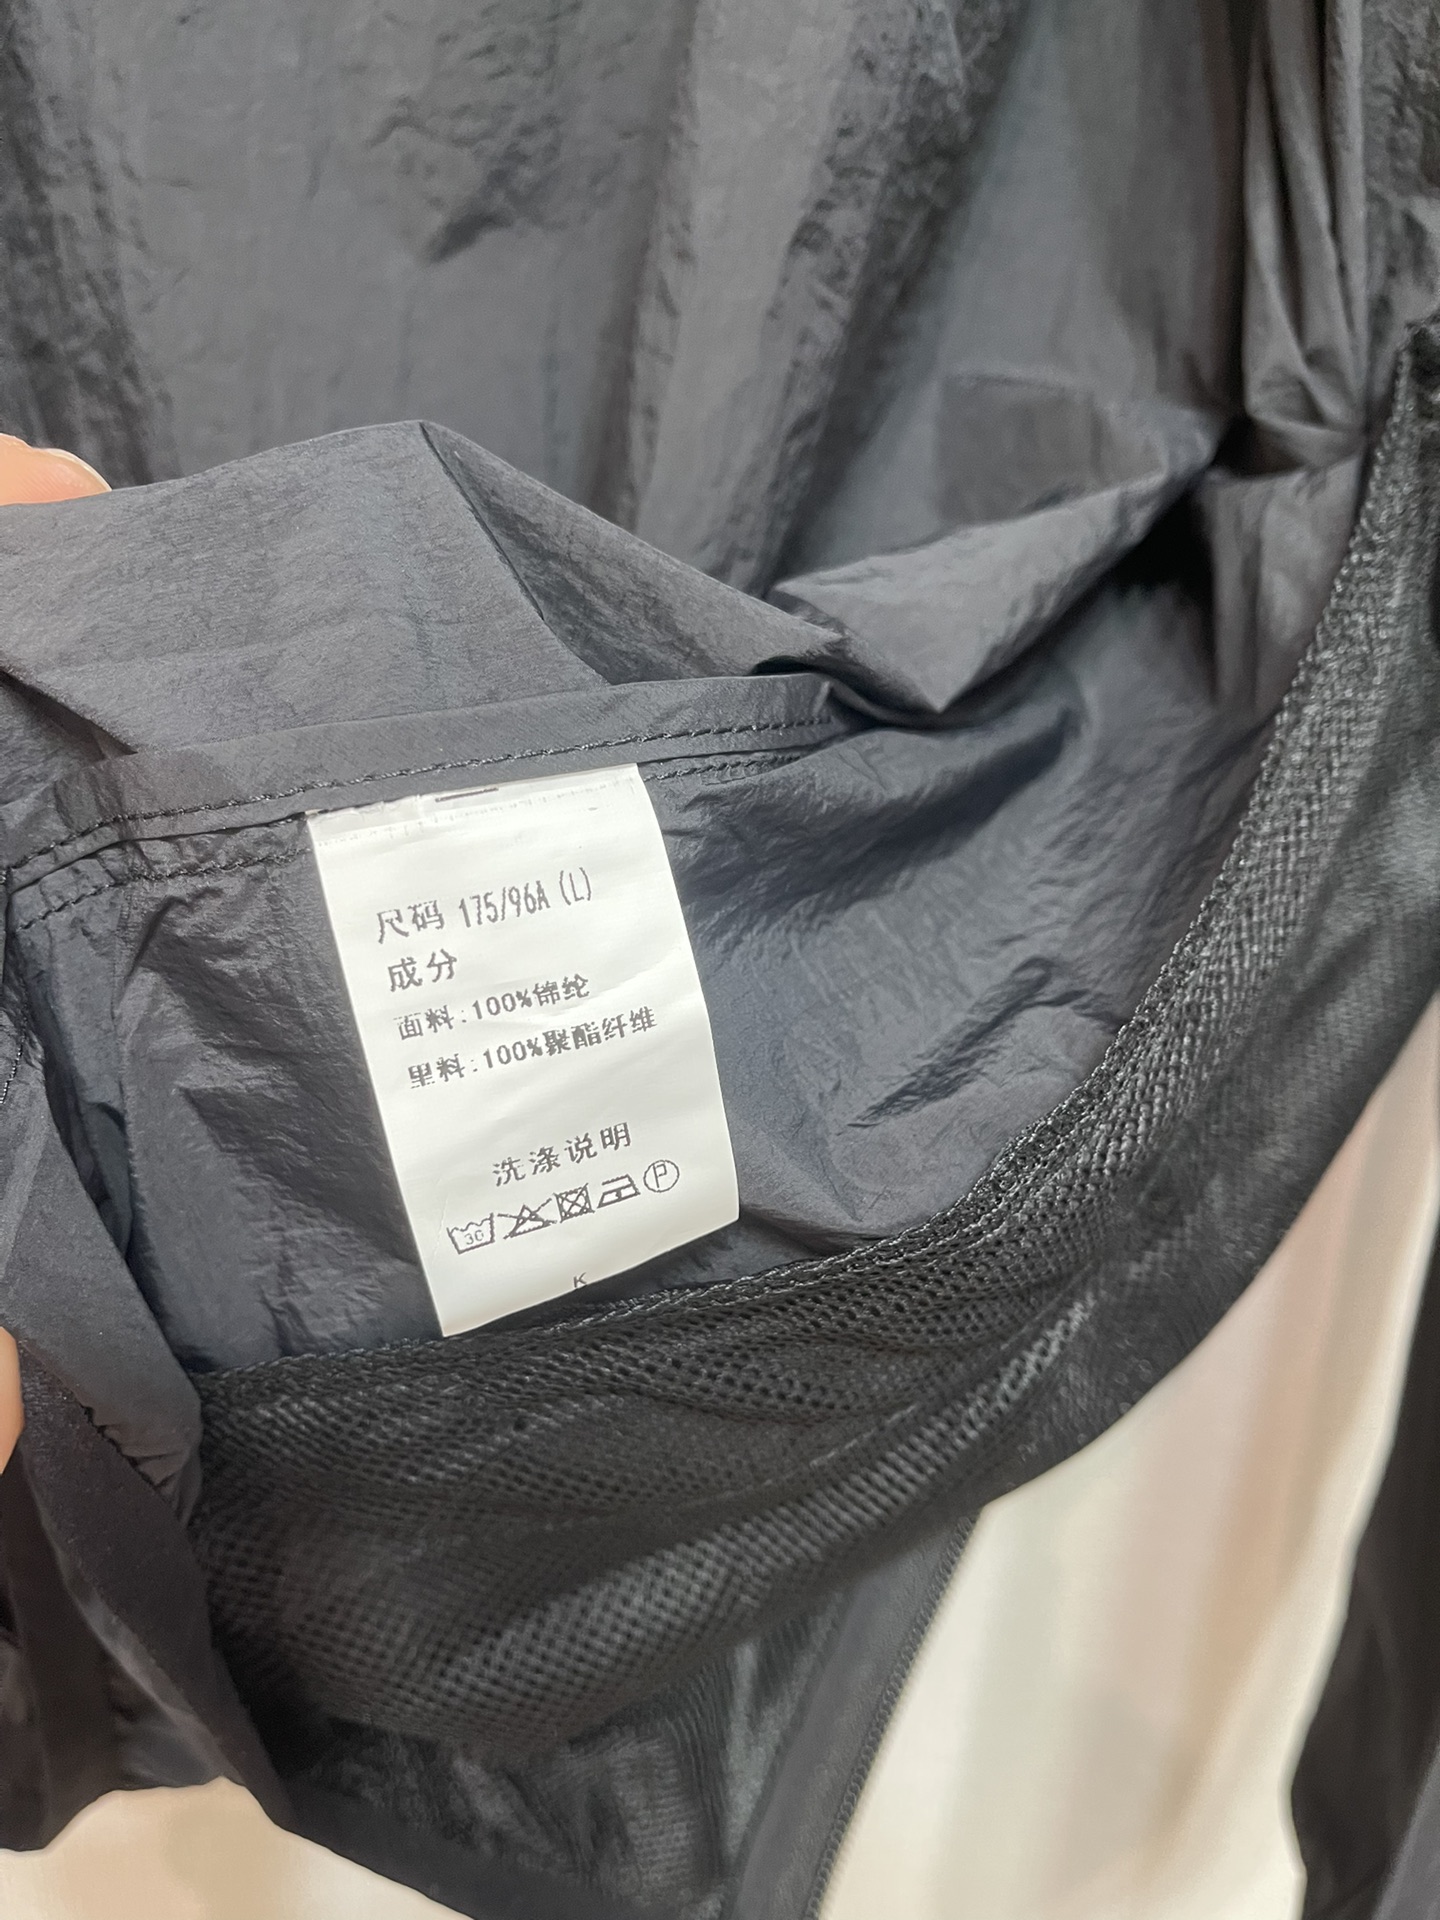 尺码 175/96A (L)
成分
面料:100%锦纶
里料:100%聚酯纤维
洗涤说明
30 P
K